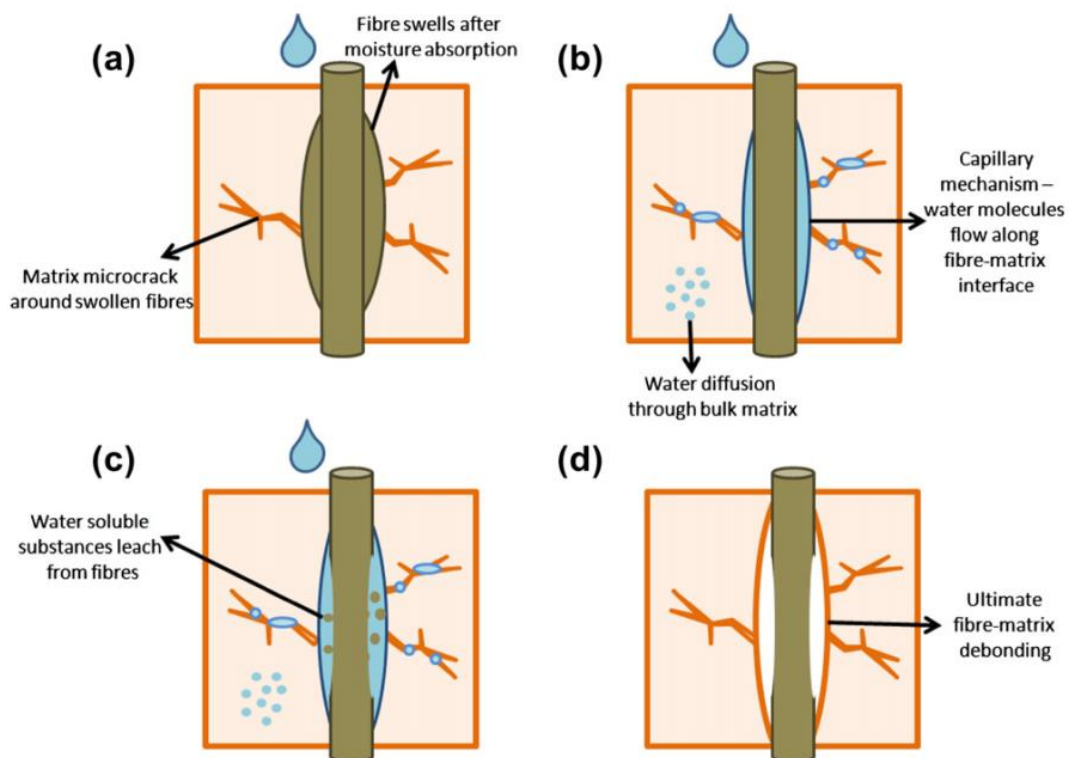 (a)
Fibre swells after
moisture absorption
Matrix microcrack
around swollen fibres
(b)
Capillary
mechanism –
water molecules
flow along
fibre-matrix
interface
Water diffusion
through bulk matrix
(c)
Water soluble
substances leach
from fibres
(d)
Ultimate
fibre-matrix
debonding